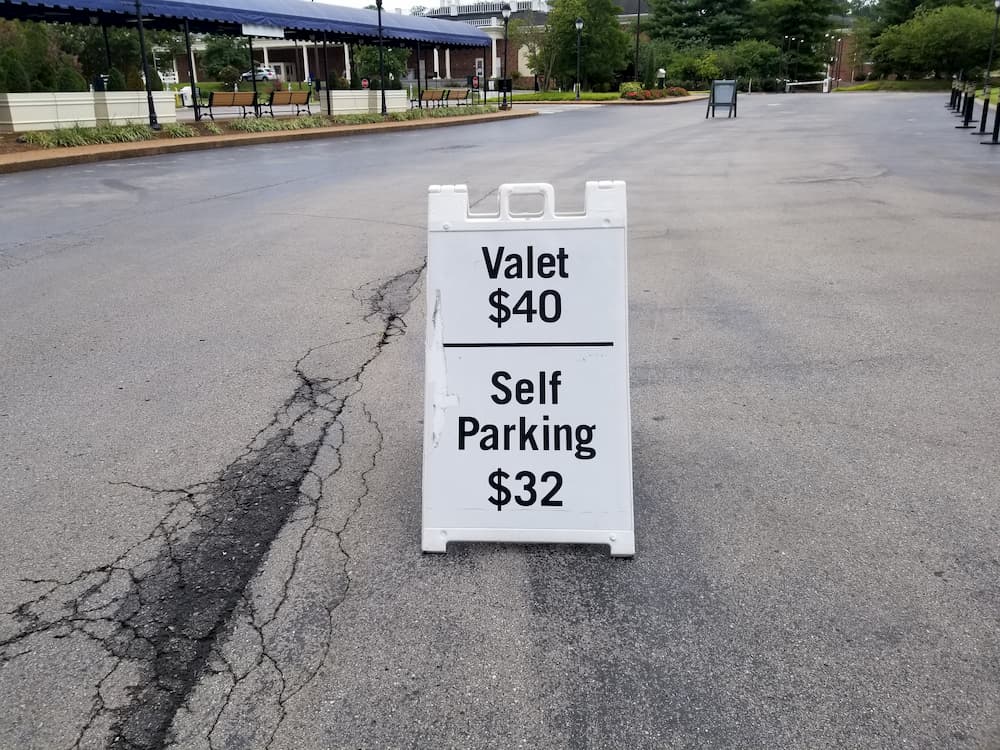 Valet
$40
Self
Parking
$32